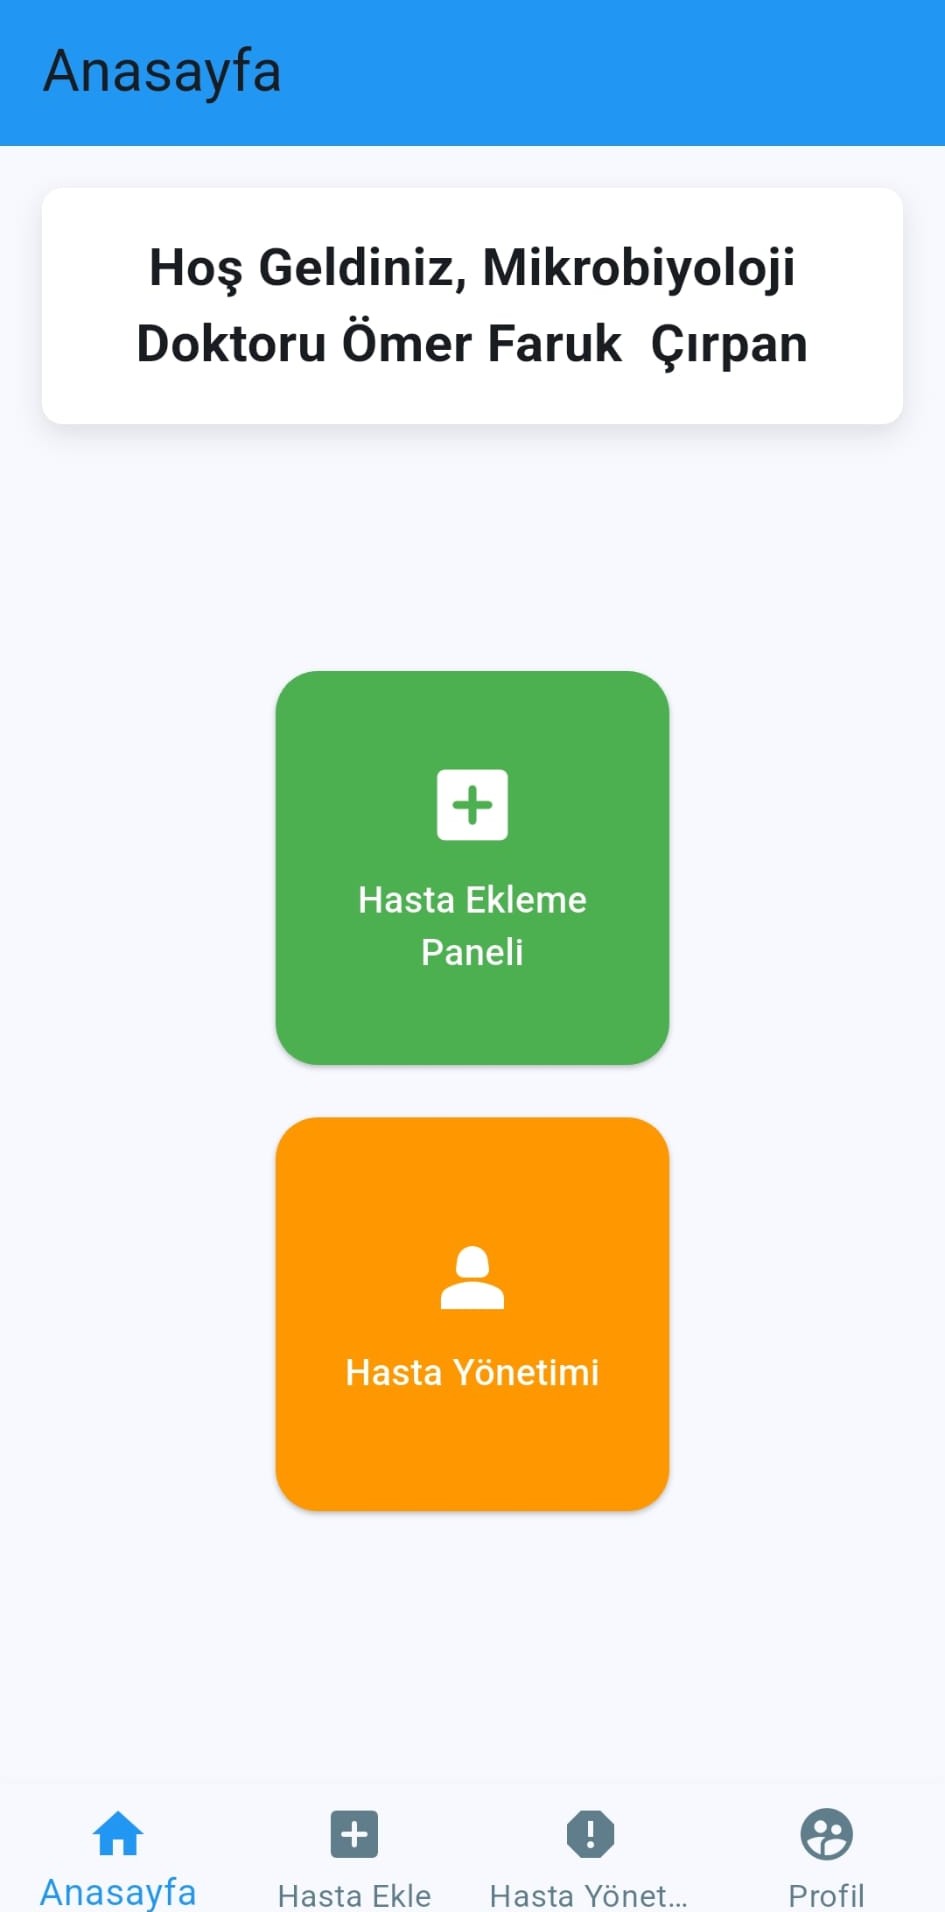 Anasayfa
Hoş Geldiniz, Mikrobiyoloji
Doktoru Ömer Faruk  Çırpan
Hasta Ekleme
Paneli
Hasta Yönetimi
Anasayfa
Hasta Ekle
Hasta Yönet...
Profil